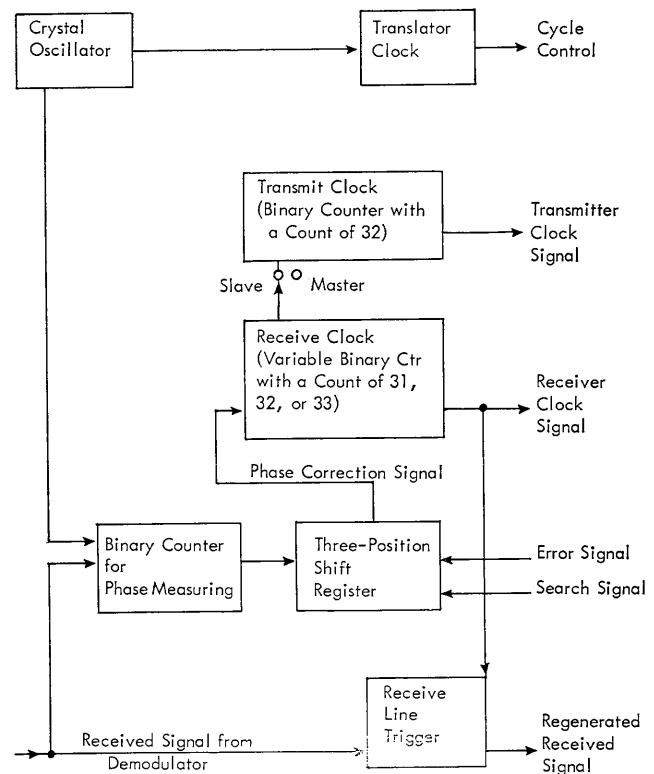 Crystal
Oscillator
Translator
Clock
Cycle
Control
Transmit Clock
(Binary Counter with
a Count of 32)
Transmitter
Clock
Signal
Slave
Master
Receive Clock
(Variable Binary Ctr
with a Count of 31,
32, or 33)
Receiver
Clock
Signal
Phase Correction Signal
Binary Counter
for
Phase Measuring
Three-Position
Shift
Register
Error Signal
Search Signal
Receive
Line
Trigger
Received Signal from
Demodulator
Regenerated
Received
Signal